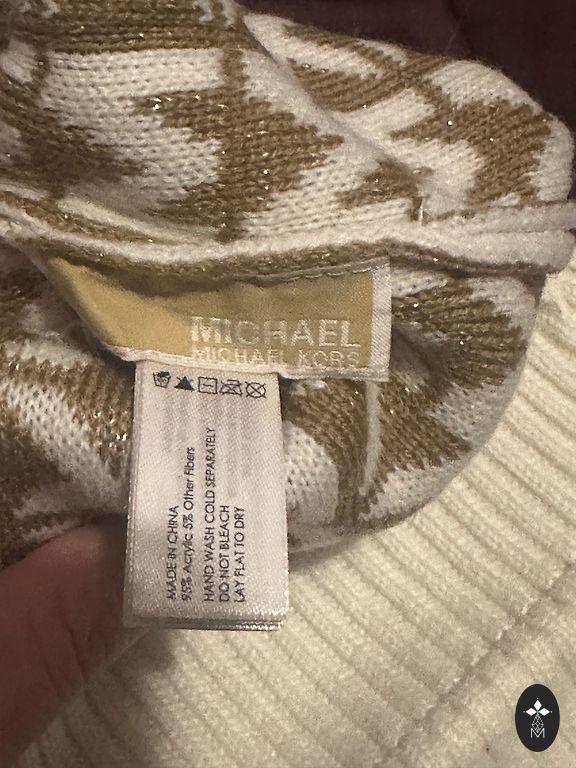 MICHAEL
MICHAEL KORS
MADE IN CHINA
95% Acrylic 5% Other Fibers
HAND WASH COLD SEPARATELY
DO NOT BLEACH
LAY FLAT TO DRY
M